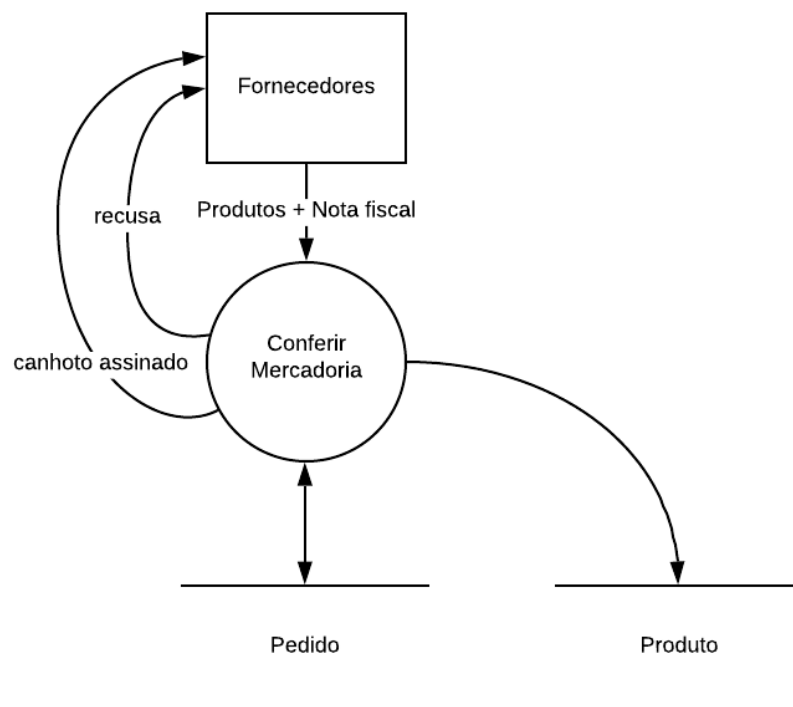 Fornecedores
recusa
Produtos + Nota fiscal
canhoto assinado
Conferir
Mercadoria
Pedido
Produto